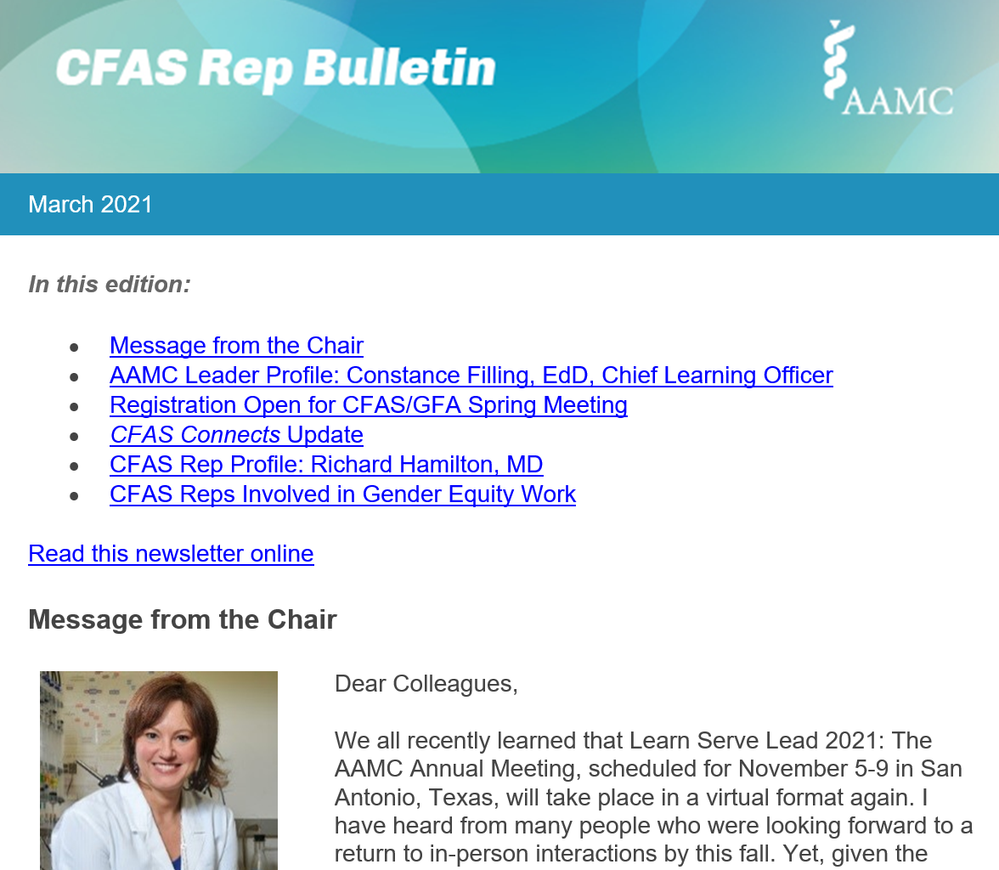 CFAS Rep Bulletin
AAMC
March 2021
In this edition:
Message from the Chair
AAMC Leader Profile: Constance Filling, EdD, Chief Learning Officer
Registration Open for CFAS/GFA Spring Meeting
CFAS Connects Update
CFAS Rep Profile: Richard Hamilton, MD
CFAS Reps Involved in Gender Equity Work
Read this newsletter online
Message from the Chair
Dear Colleagues,
We all recently learned that Learn Serve Lead 2021: The
AAMC Annual Meeting, scheduled for November 5-9 in San
Antonio, Texas, will take place in a virtual format again. I
have heard from many people who were looking forward to a
return to in-person interactions by this fall. Yet, given the